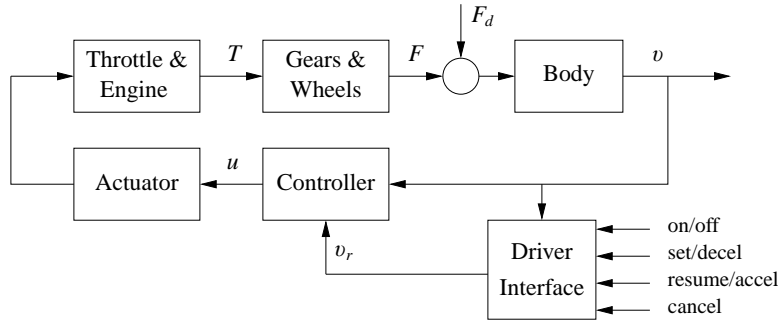 F_d
Throttle &
Engine
T
Gears &
Wheels
F
Body
v
Actuator
u
Controller
v_r
Driver
Interface
on/off
set/decel
resume/accel
cancel